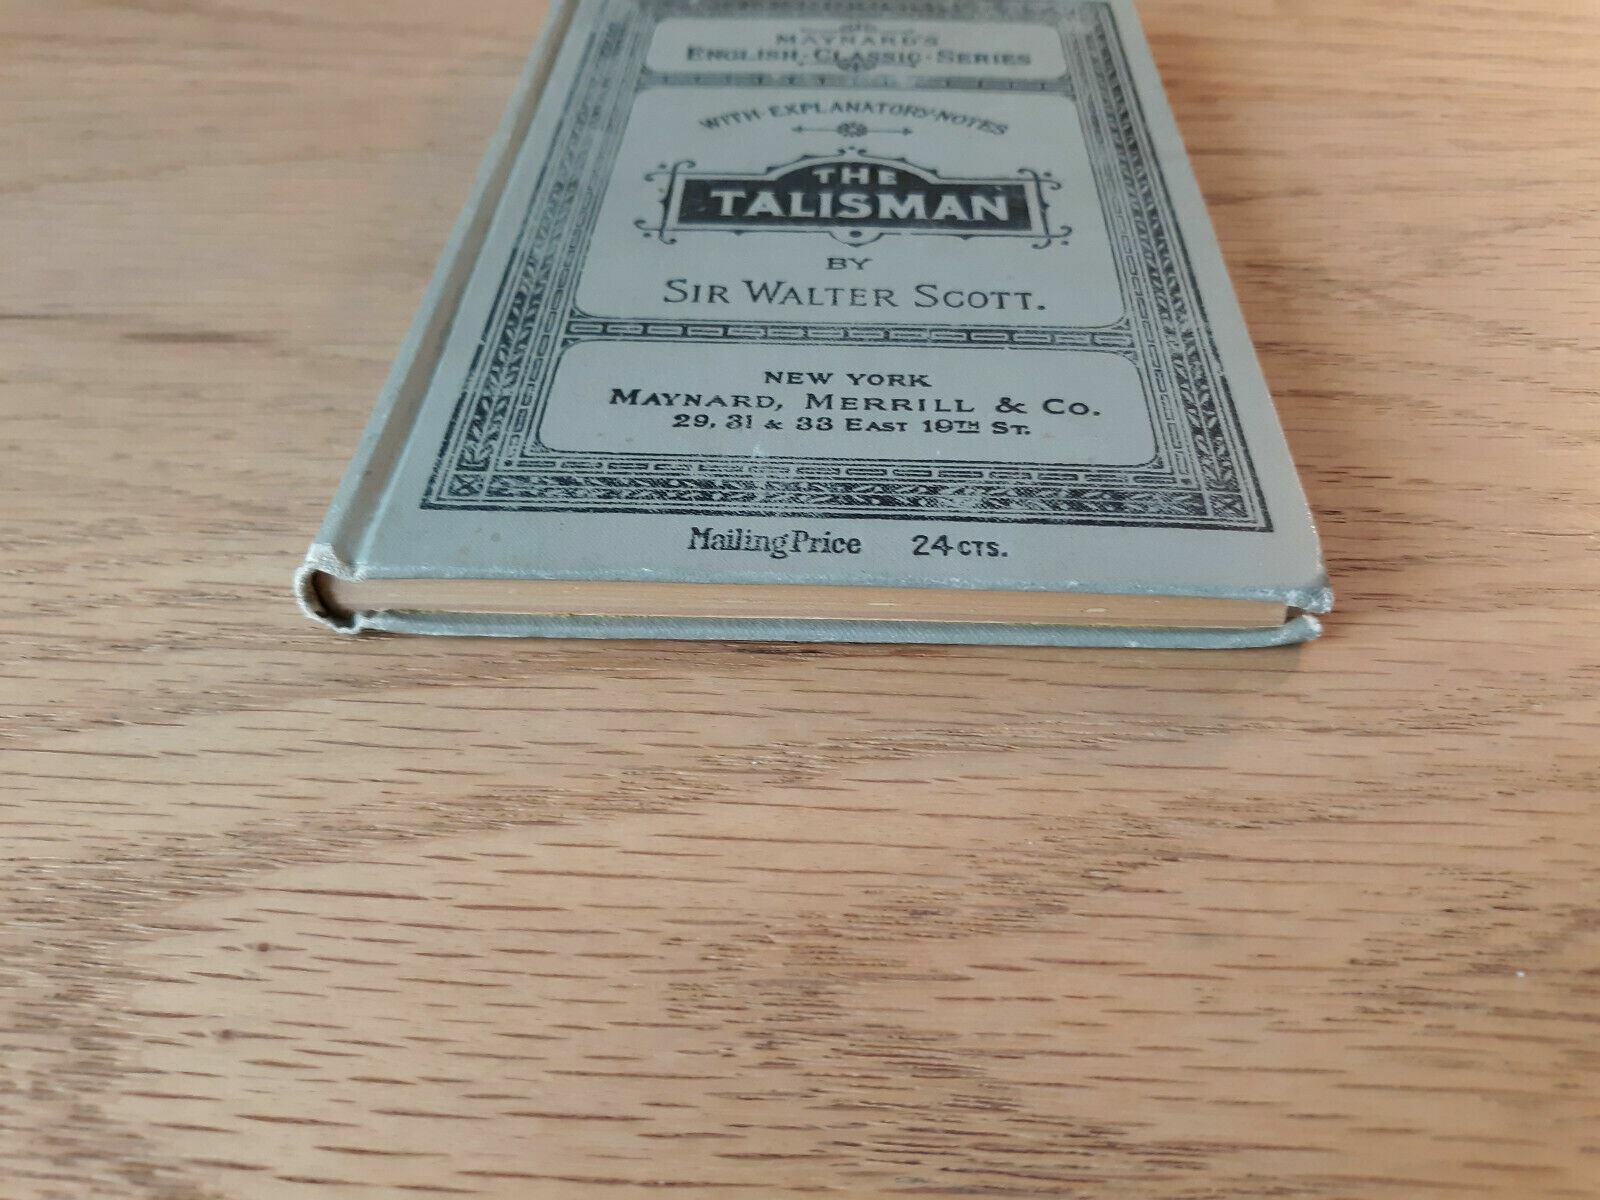 MAYNARD'S
ENGLISH·CLASSIC·SERIES
WITH·EXPLANATORY·NOTES
THE
TALISMAN
BY
SIR WALTER SCOTT.
NEW YORK
MAYNARD, MERRILL & CO.
29, 31 & 33 EAST 19TH ST.
Mailing Price 24 CTS.